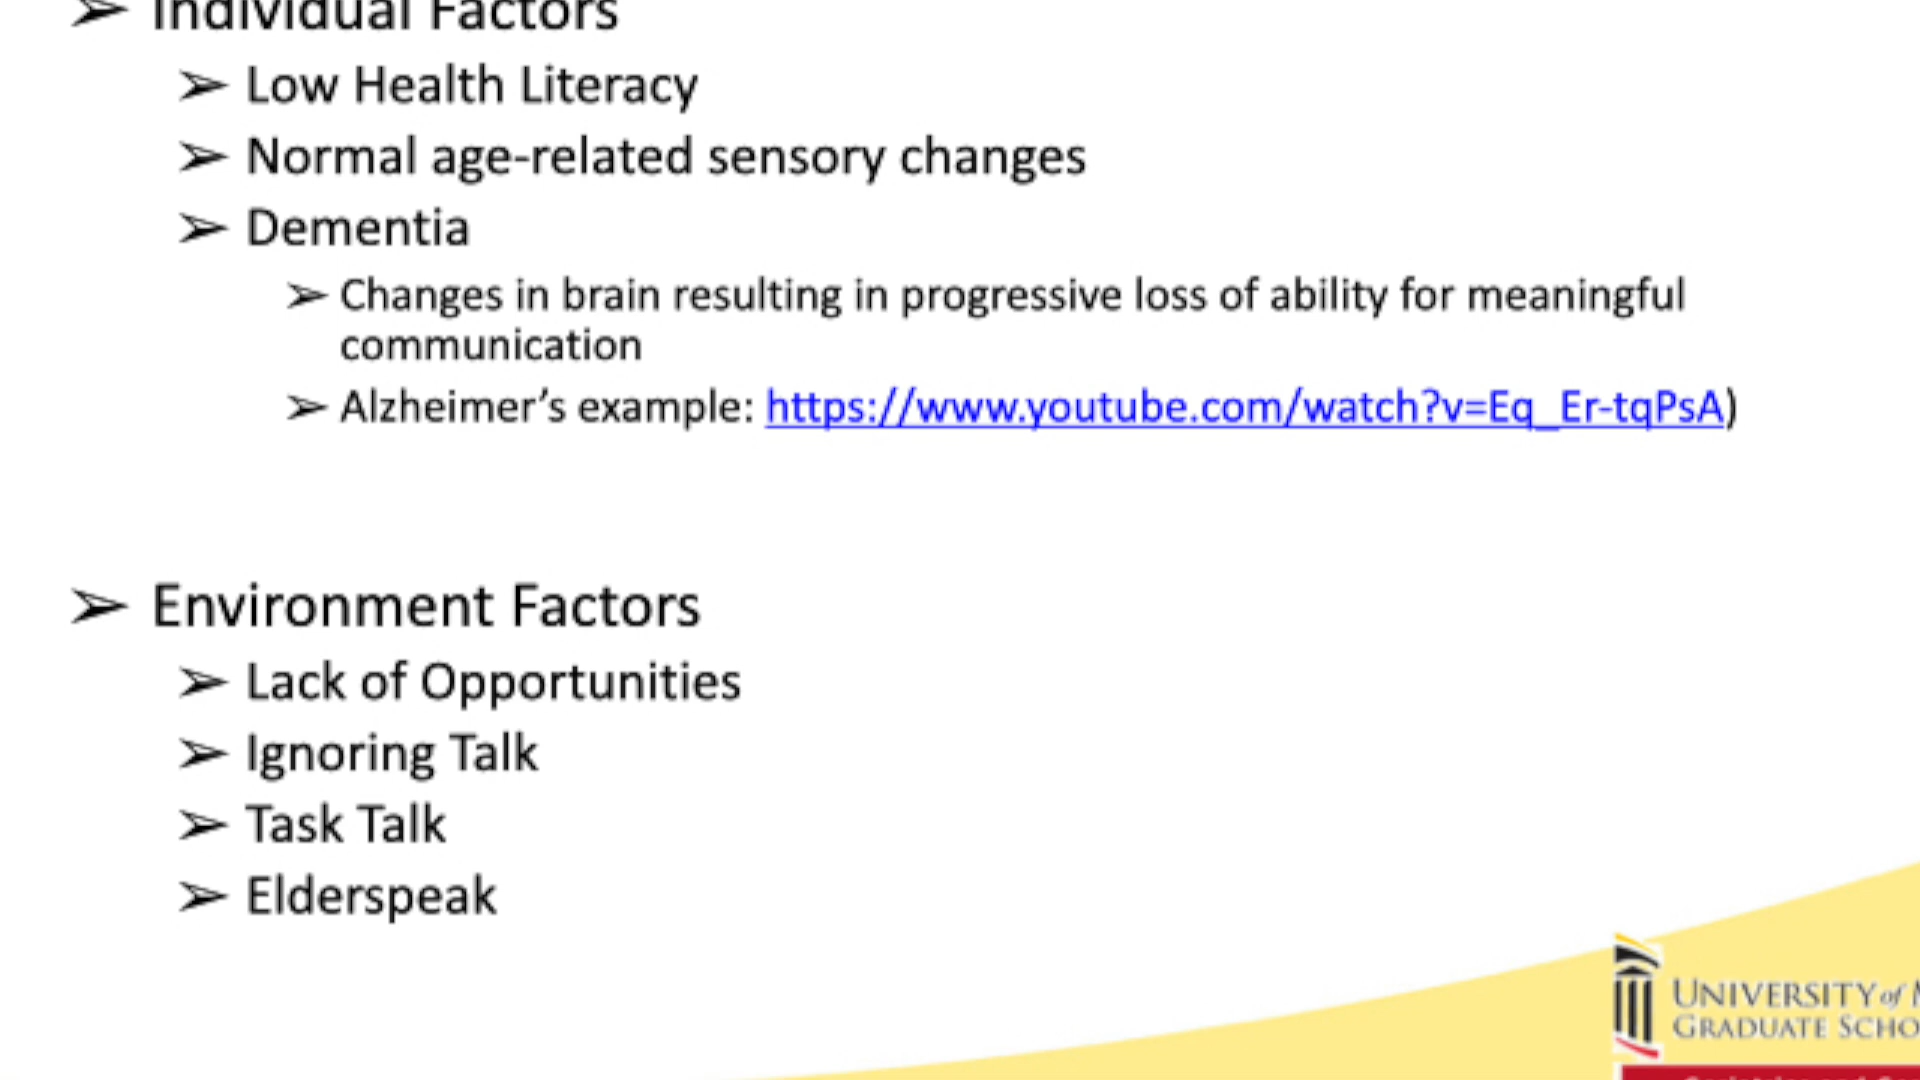 ➢ Individual Factors
➢ Low Health Literacy
➢ Normal age-related sensory changes
➢ Dementia
➢ Changes in brain resulting in progressive loss of ability for meaningful
communication
➢ Alzheimer’s example: https://www.youtube.com/watch?v=Eq_Er-tqPsA)
➢ Environment Factors
➢ Lack of Opportunities
➢ Ignoring Talk
➢ Task Talk
➢ Elderspeak
UNIVERSITY of
GRADUATE SCHO